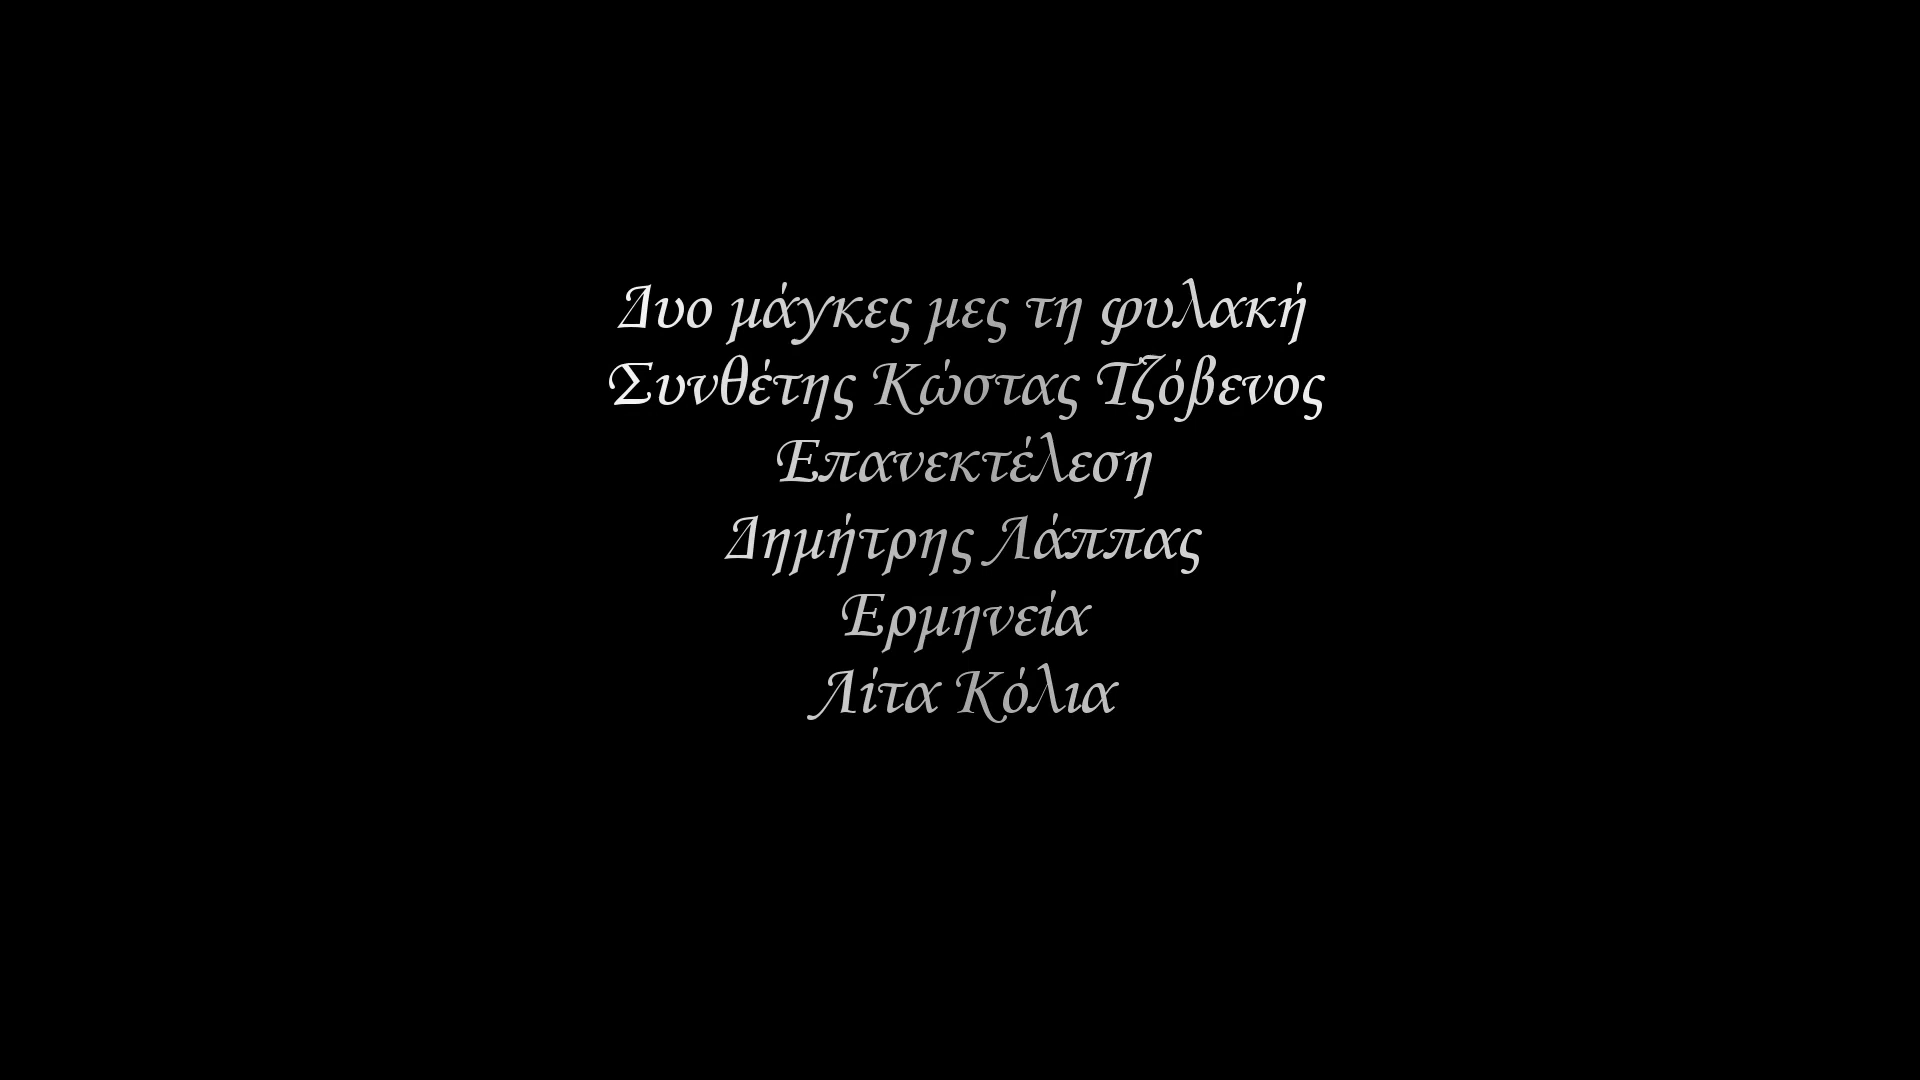 Δυο μάγκες μες τη φυλακή
Συνθέτης Κώστας Τζόβενος
Επανεκτέλεση
Δημήτρης Λάππας
Ερμηνεία
Λίτα Κόλια